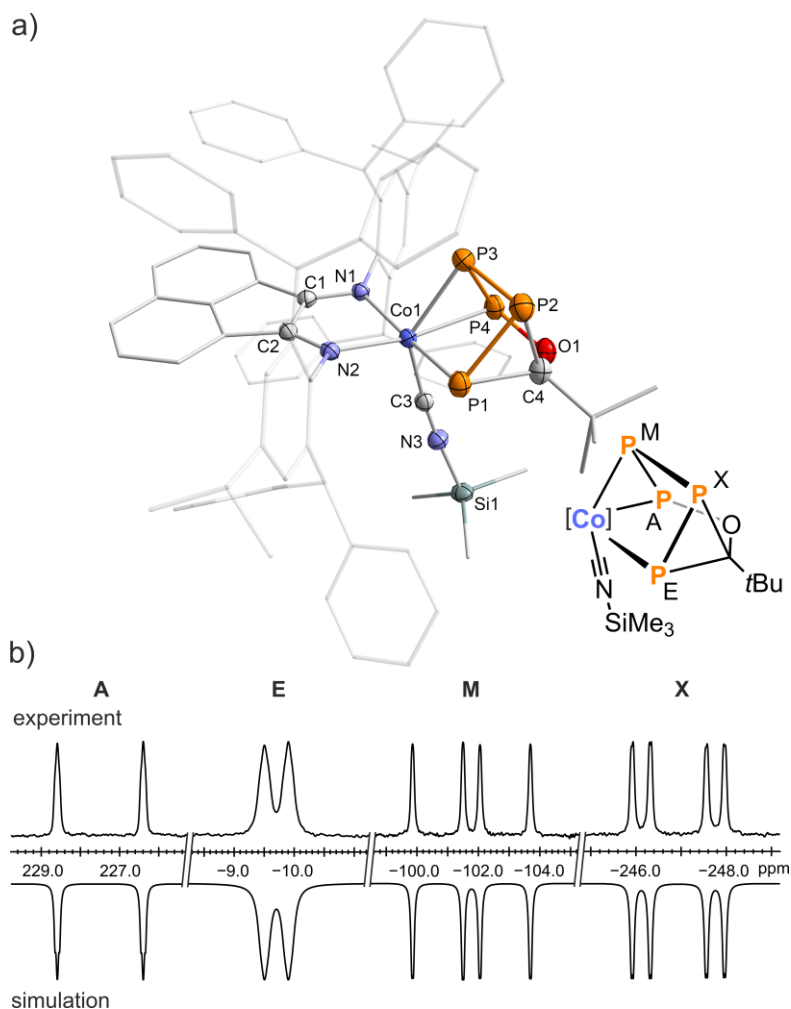 a)
P3
N1
C1
Co1
P2
P4
O1
C2
N2
P1
C4
C3
N3
M
P
X
Si1
P
P
[Co]
A
O
P
E
tBu
N
SiMe3
b)
A E M X
experiment
229.0 227.0 −9.0 −10.0 −100.0 −102.0 −104.0 −246.0 −248.0 ppm
simulation